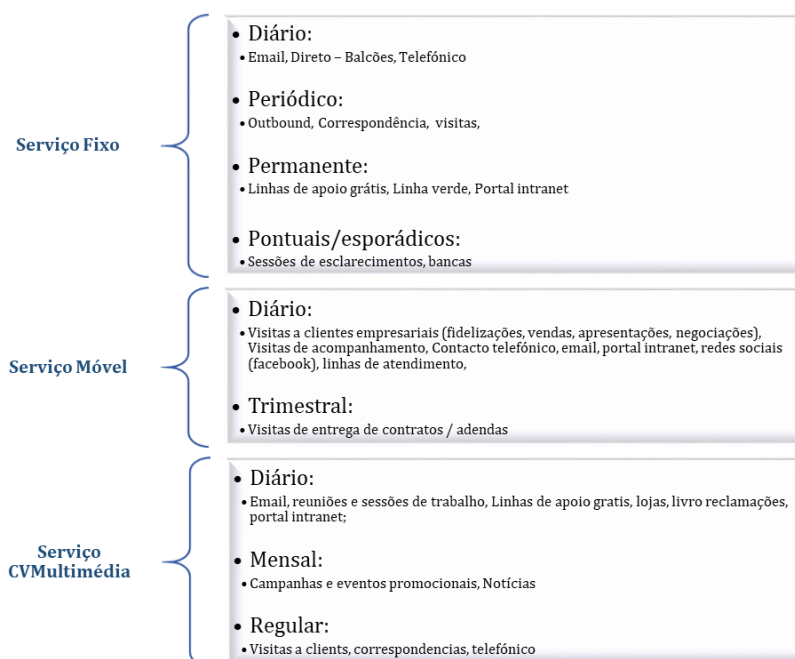 Serviço Fixo
• Diário:
• Email, Direto – Balcões, Telefónico
• Periódico:
• Outbound, Correspondência, visitas,
• Permanente:
• Linhas de apoio grátis, Linha verde, Portal intranet
• Pontuais/esporádicos:
• Sessões de esclarecimentos, bancas
Serviço Móvel
• Diário:
• Visitas a clientes empresariais (fidelizações, vendas, apresentações, negociações),
Visitas de acompanhamento, Contacto telefónico, email, portal intranet, redes sociais
(facebook), linhas de atendimento,
• Trimestral:
• Visitas de entrega de contratos / adendas
Serviço
CVMultimédia
• Diário:
• Email, reuniões e sessões de trabalho, Linhas de apoio gratis, lojas, livro reclamações,
portal intranet;
• Mensal:
• Campanhas e eventos promocionais, Notícias
• Regular:
• Visitas a clients, correspondencias, telefónico